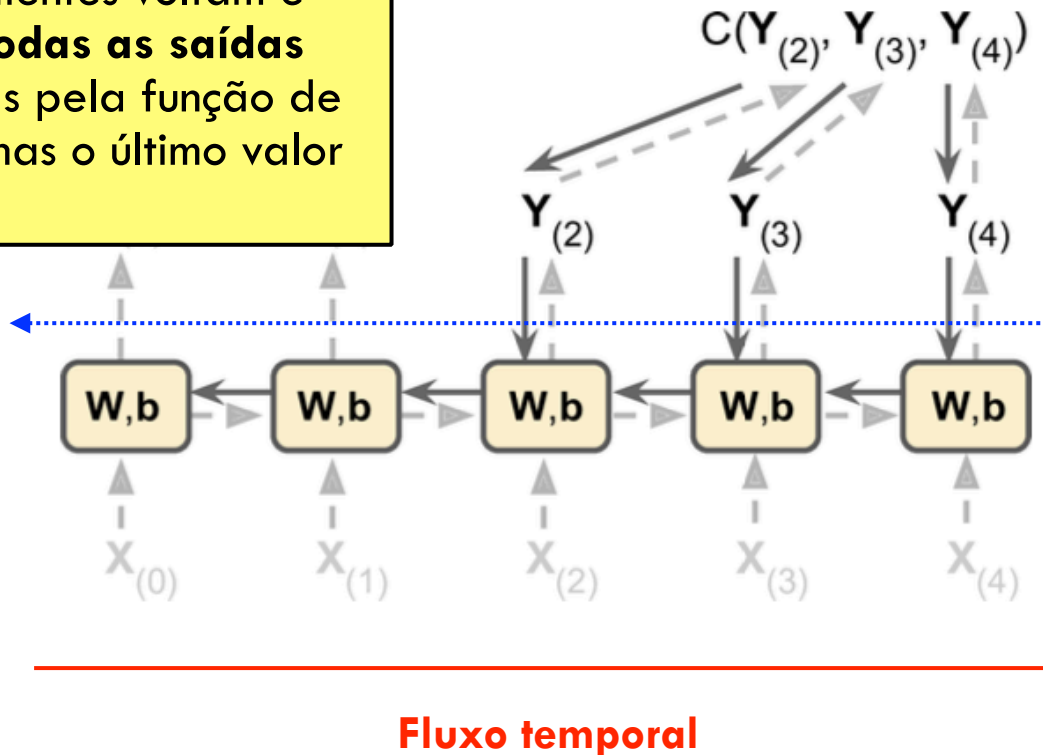 odas as saídas
s pela função de
nas o último valor
C(Y(2), Y(3), Y(4))
Y(2) Y(3) Y(4)
W,b W,b W,b W,b W,b
X(0) X(1) X(2) X(3) X(4)
Fluxo temporal